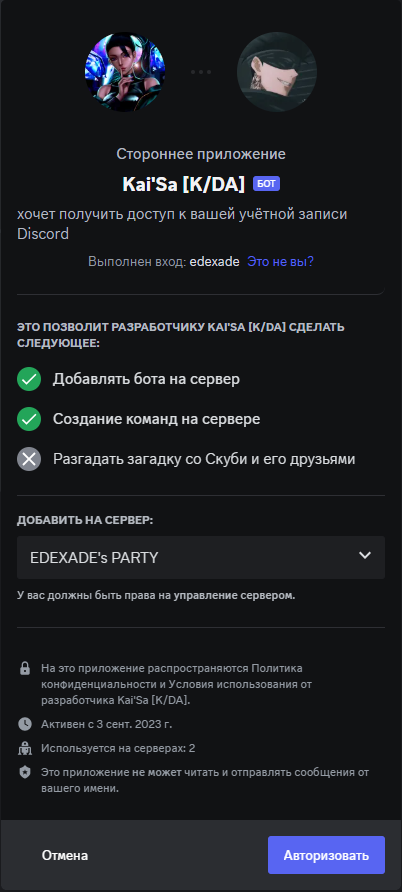 Стороннее приложение
Kai'Sa [K/DA] БОТ
хочет получить доступ к вашей учётной записи
Discord
Выполнен вход: edexade Это не вы?
ЭТО ПОЗВОЛИТ РАЗРАБОТЧИКУ KAI'SA [K/DA] СДЕЛАТЬ
СЛЕДУЮЩЕЕ:
Добавлять бота на сервер
Создание команд на сервере
Разгадать загадку со Скуби и его друзьями
ДОБАВИТЬ НА СЕРВЕР:
EDEXADE's PARTY
У вас должны быть права на управление сервером.
На это приложение распространяются Политика
конфиденциальности и Условия использования от
разработчика Kai'Sa [K/DA].
Активен с 3 сент. 2023 г.
Используется на серверах: 2
Это приложение не может читать и отправлять сообщения от
вашего имени.
Отмена
Авторизовать